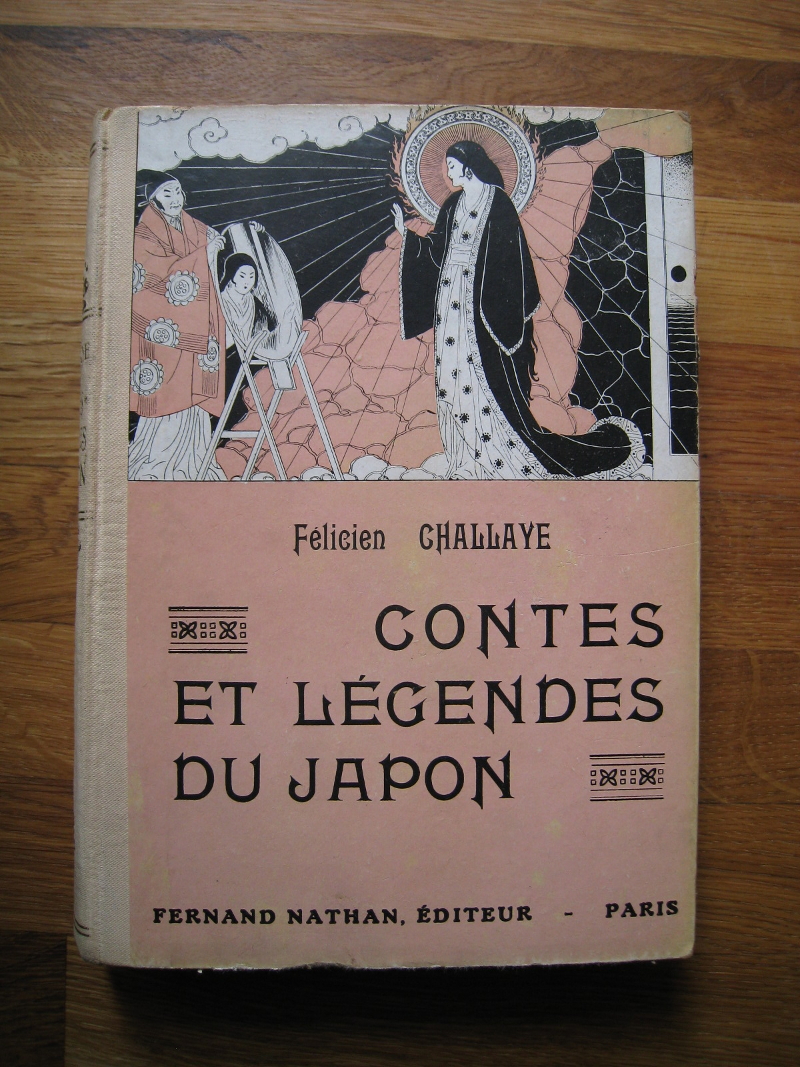 Félicien CHALLAYE
CONTES
ET LÉGENDES
DU JAPON
FERNAND NATHAN, ÉDITEUR - PARIS